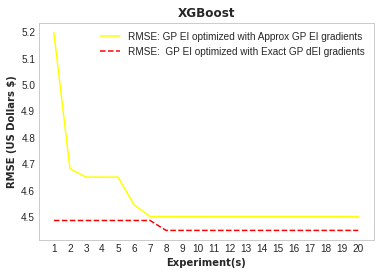 XGBoost
RMSE: GP EI optimized with Approx GP EI gradients
RMSE: GP EI optimized with Exact GP dEI gradients
RMSE (US Dollars $)
5.2
5.1
5.0
4.9
4.8
4.7
4.6
4.5
1 2 3 4 5 6 7 8 9 10 11 12 13 14 15 16 17 18 19 20
Experiment(s)